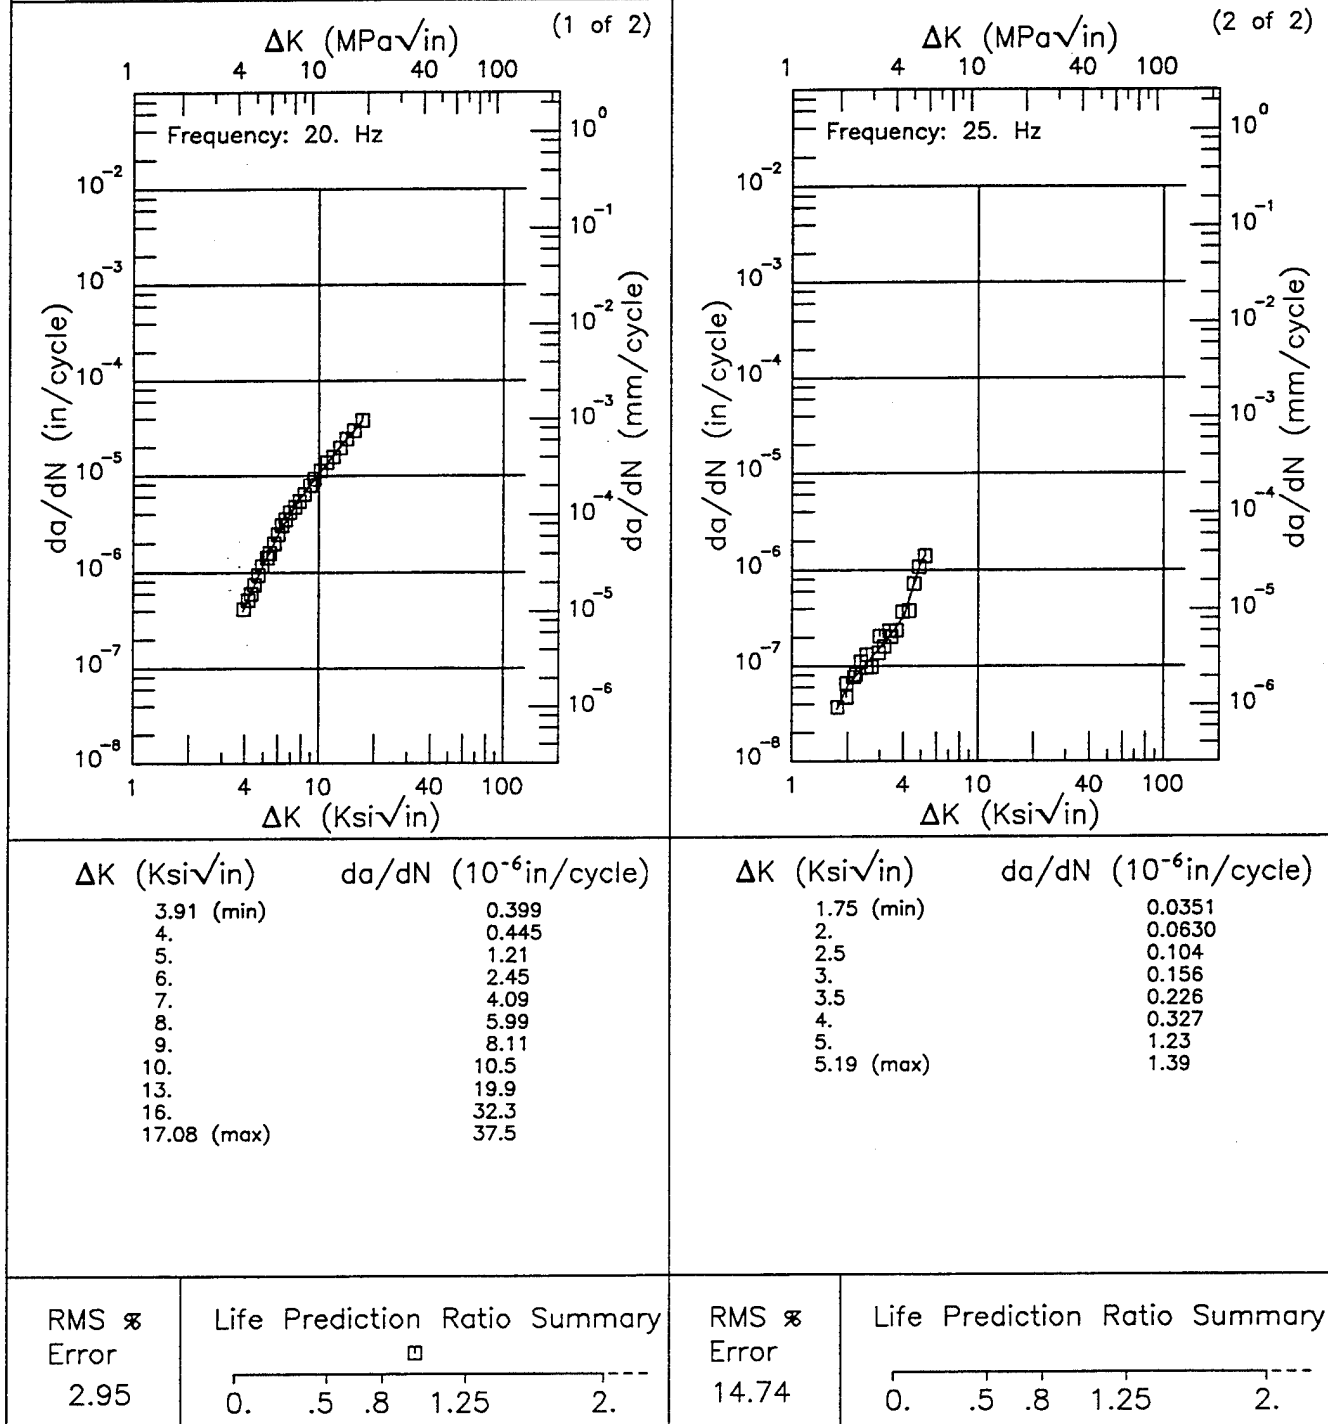 (1 of 2)
ΔK (MPa√in)
1 4 10 40 100
Frequency: 20. Hz
10⁰
10⁻²
10⁻¹
10⁻³
10⁻²
10⁻⁴
10⁻³
10⁻⁵
10⁻⁴
10⁻⁶
10⁻⁵
10⁻⁷
10⁻⁶
10⁻⁸
da/dN (in/cycle)
da/dN (mm/cycle)
1 4 10 40 100
ΔK (Ksi√in)
ΔK (Ksi√in) da/dN (10⁻⁶in/cycle)
3.91 (min) 0.399
4. 0.445
5. 1.21
6. 2.45
7. 4.09
8. 5.99
9. 8.11
10. 10.5
13. 19.9
16. 32.3
17.08 (max) 37.5
RMS %
Error
2.95
Life Prediction Ratio Summary
0. .5 .8 1.25 2.
(2 of 2)
ΔK (MPa√in)
1 4 10 40 100
Frequency: 25. Hz
10⁰
10⁻²
10⁻¹
10⁻³
10⁻²
10⁻⁴
10⁻³
10⁻⁵
10⁻⁴
10⁻⁶
10⁻⁵
10⁻⁷
10⁻⁶
10⁻⁸
da/dN (in/cycle)
da/dN (mm/cycle)
1 4 10 40 100
ΔK (Ksi√in)
ΔK (Ksi√in) da/dN (10⁻⁶in/cycle)
1.75 (min) 0.0351
2. 0.0630
2.5 0.104
3. 0.156
3.5 0.226
4. 0.327
5. 1.23
5.19 (max) 1.39
RMS %
Error
14.74
Life Prediction Ratio Summary
0. .5 .8 1.25 2.